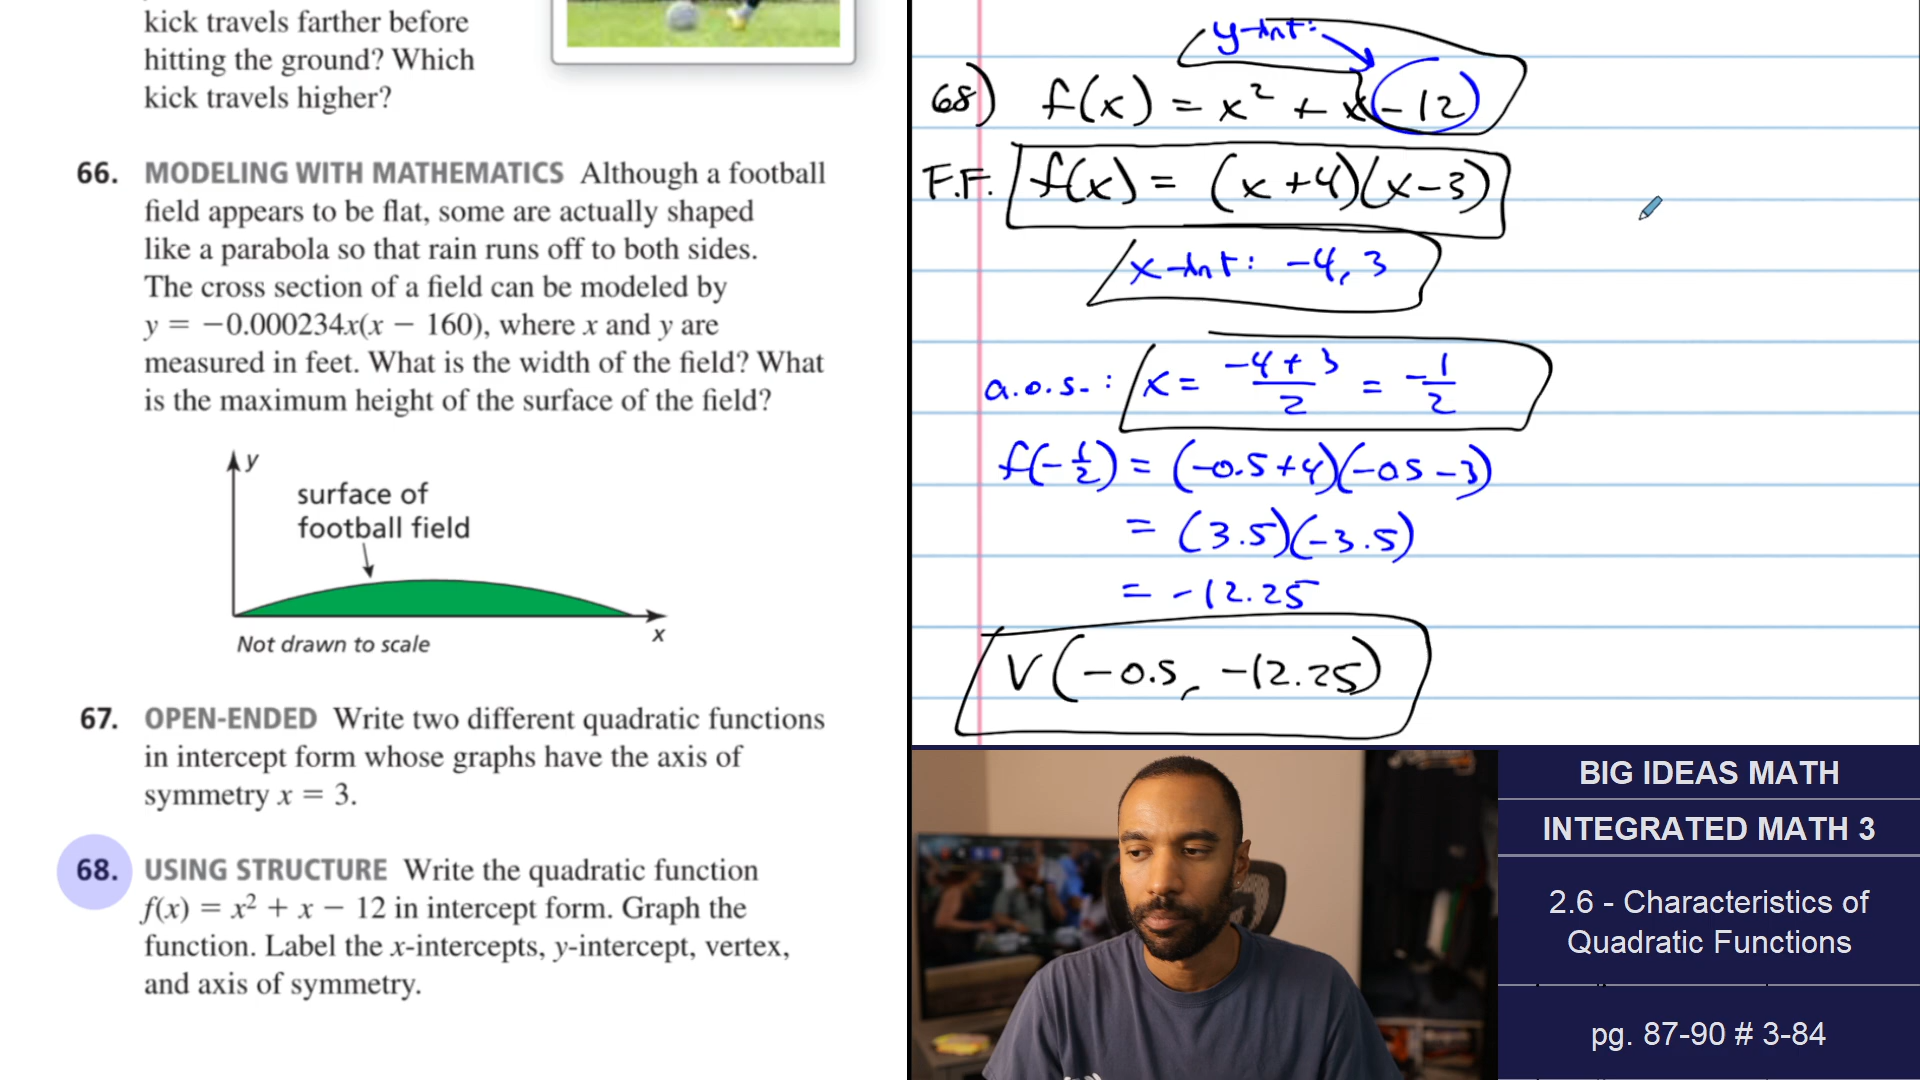 kick travels farther before
hitting the ground? Which
kick travels higher?
66. MODELING WITH MATHEMATICS Although a football
field appears to be flat, some are actually shaped
like a parabola so that rain runs off to both sides.
The cross section of a field can be modeled by
y = −0.000234x(x − 160), where x and y are
measured in feet. What is the width of the field? What
is the maximum height of the surface of the field?
y
surface of
football field
x
Not drawn to scale
67. OPEN-ENDED Write two different quadratic functions
in intercept form whose graphs have the axis of
symmetry x = 3.
68. USING STRUCTURE Write the quadratic function
f(x) = x² + x − 12 in intercept form. Graph the
function. Label the x-intercepts, y-intercept, vertex,
and axis of symmetry.
y-int:
68) f(x) = x² + x - 12
F.F. f(x) = (x+4)(x-3)
x-int: -4, 3
a.o.s.: x = -4+3/2 = -1/2
f(-1/2) = (-0.5+4)(-0.5-3)
= (3.5)(-3.5)
= -12.25
V(-0.5, -12.25)
BIG IDEAS MATH
INTEGRATED MATH 3
2.6 - Characteristics of
Quadratic Functions
pg. 87-90 # 3-84